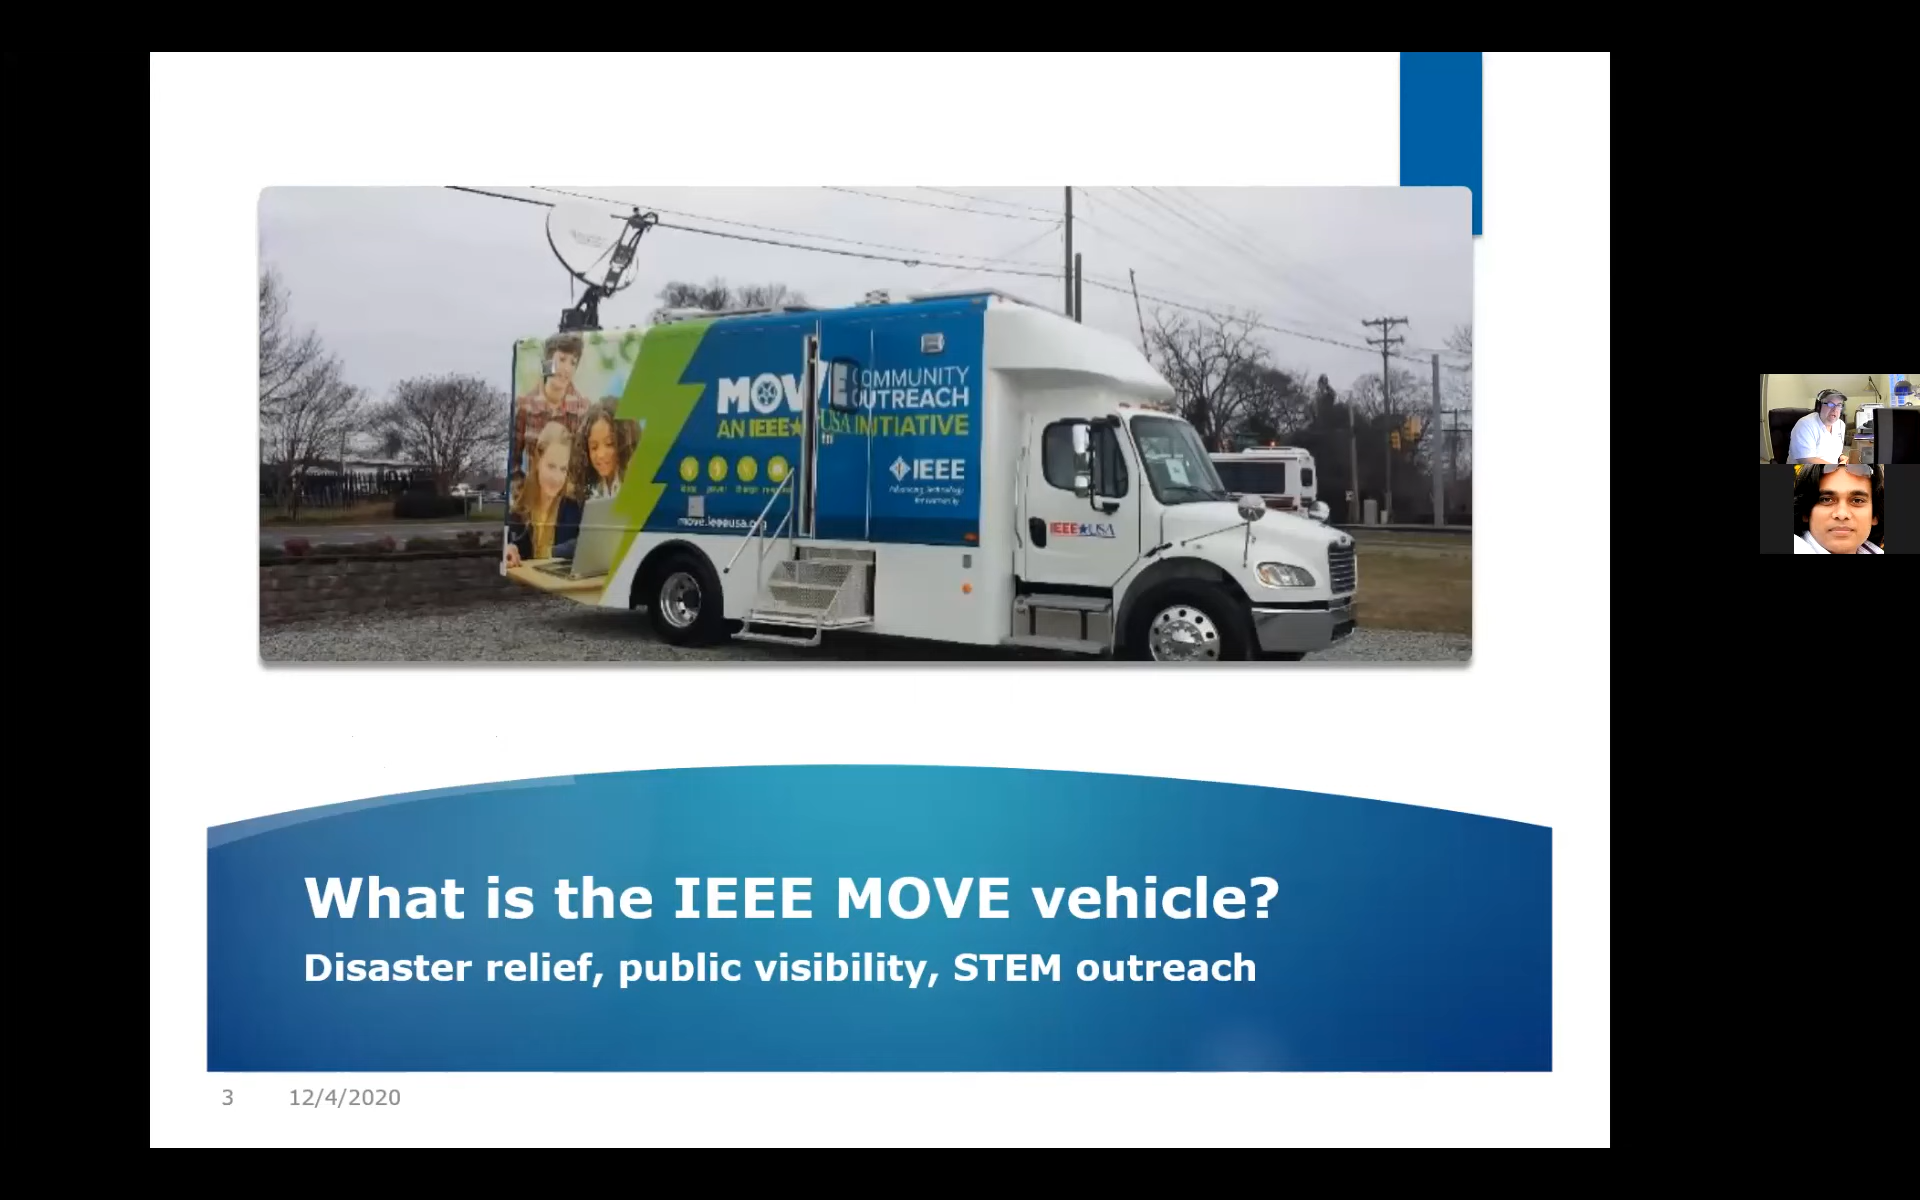 MOVE COMMUNITY
OUTREACH
AN IEEE★USA INITIATIVE
IEEE
Advancing Technology
for Humanity
move.ieeeusa.org
IEEE★USA
What is the IEEE MOVE vehicle?
Disaster relief, public visibility, STEM outreach
3 12/4/2020